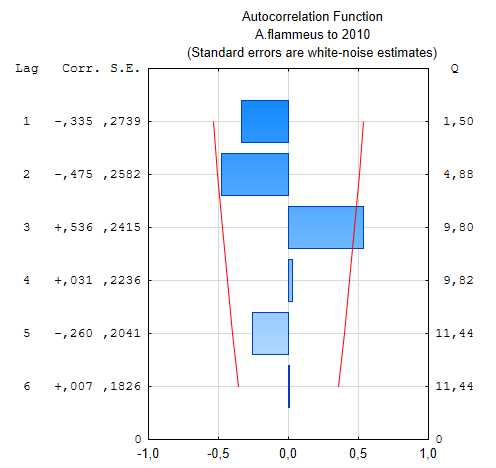 Autocorrelation Function
A.flammeus to 2010
(Standard errors are white-noise estimates)
Lag Corr. S.E. Q
1 -,335 ,2739 1,50
2 -,475 ,2582 4,88
3 +,536 ,2415 9,80
4 +,031 ,2236 9,82
5 -,260 ,2041 11,44
6 +,007 ,1826 11,44
0 0
-1,0 -0,5 0,0 0,5 1,0